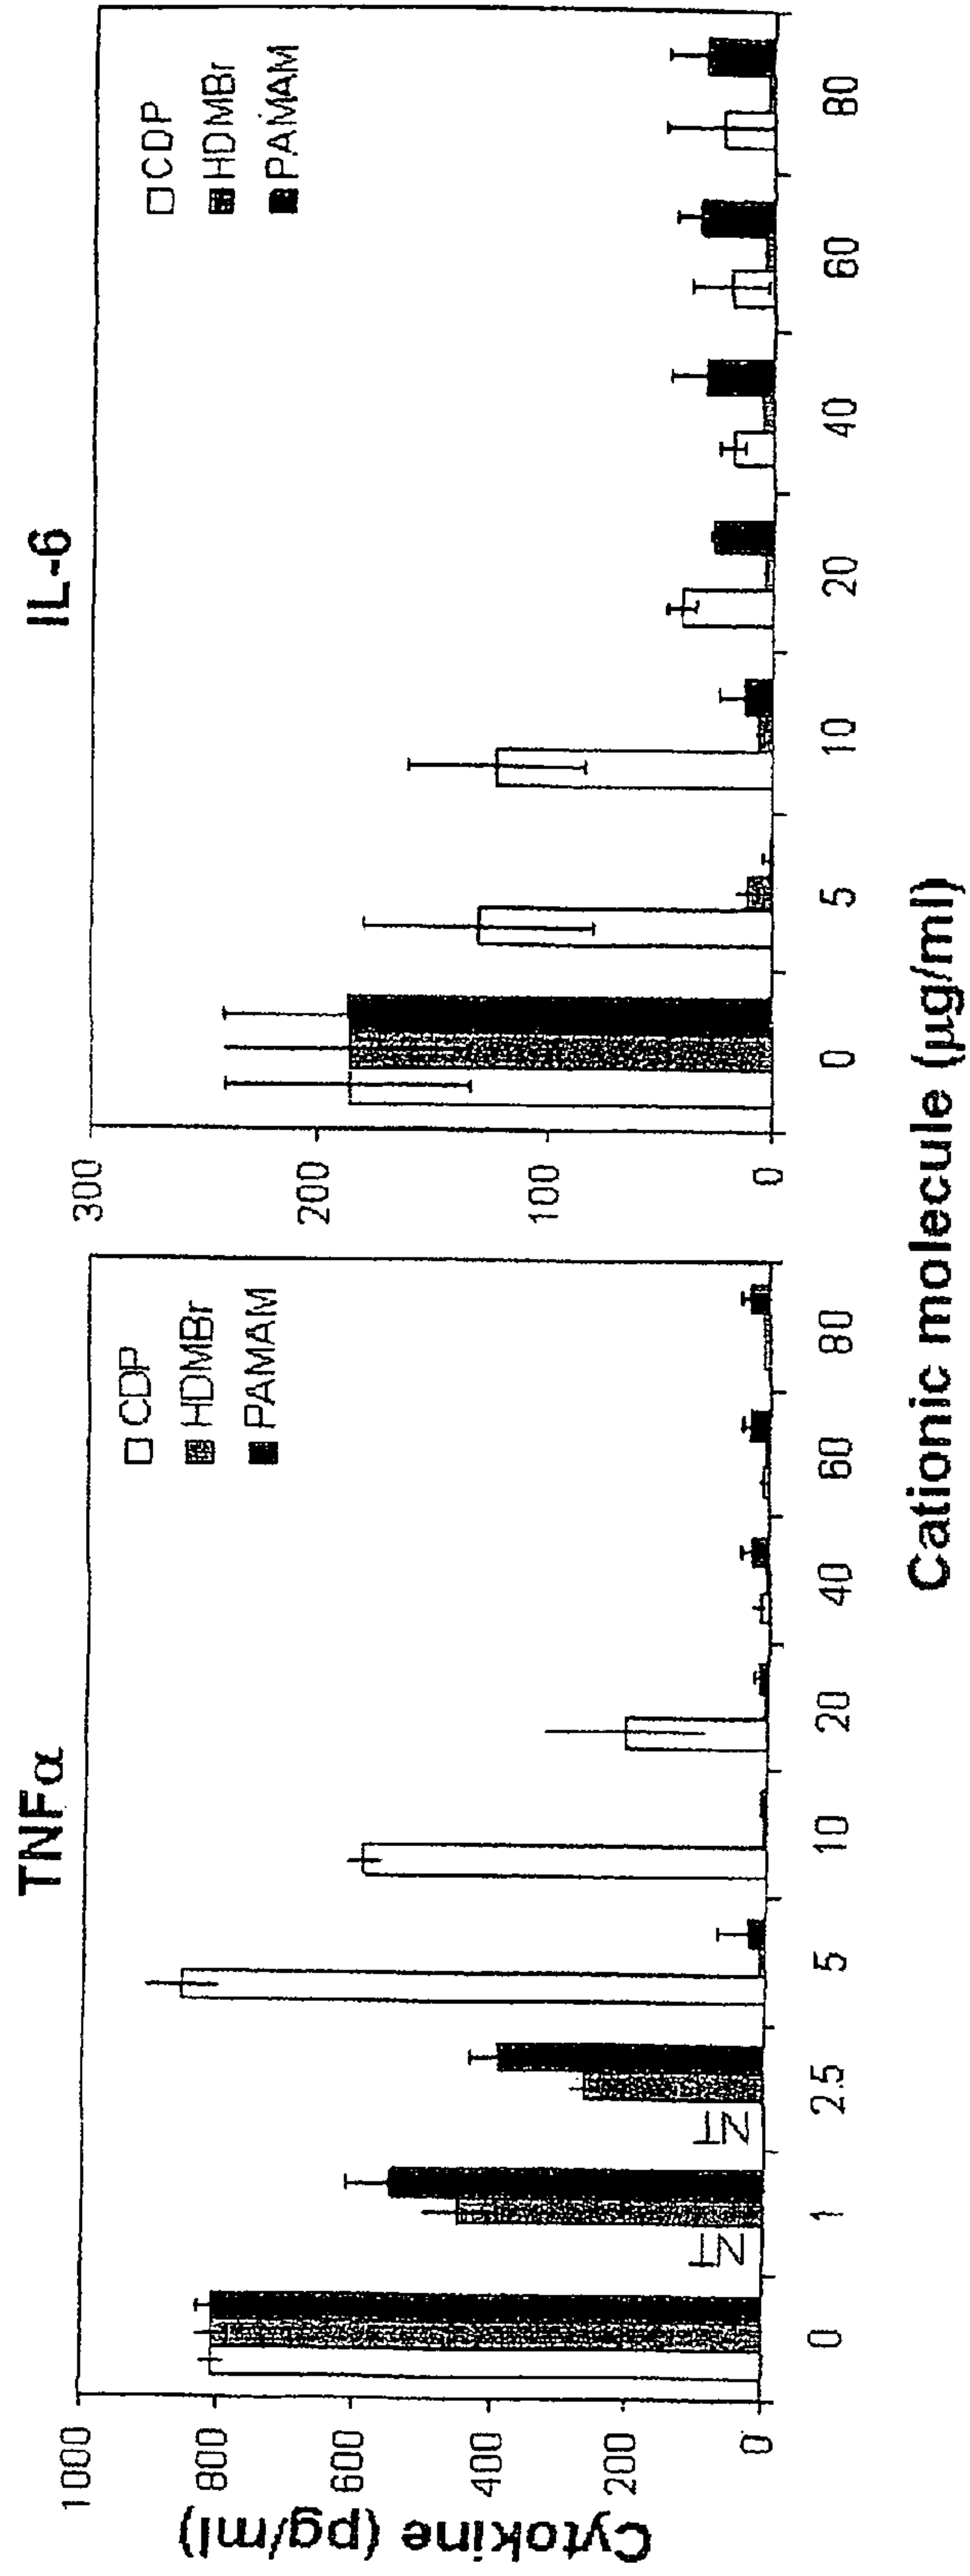 TNFα
Cytokine (pg/ml)
1000
800
600
400
200
0
CDP
HDMBr
PAMAM
NT
NT
0 1 2.5 5 10 20 40 60 80
IL-6
300
200
100
0
CDP
HDMBr
PAMAM
0 5 10 20 40 60 80
Cationic molecule (µg/ml)